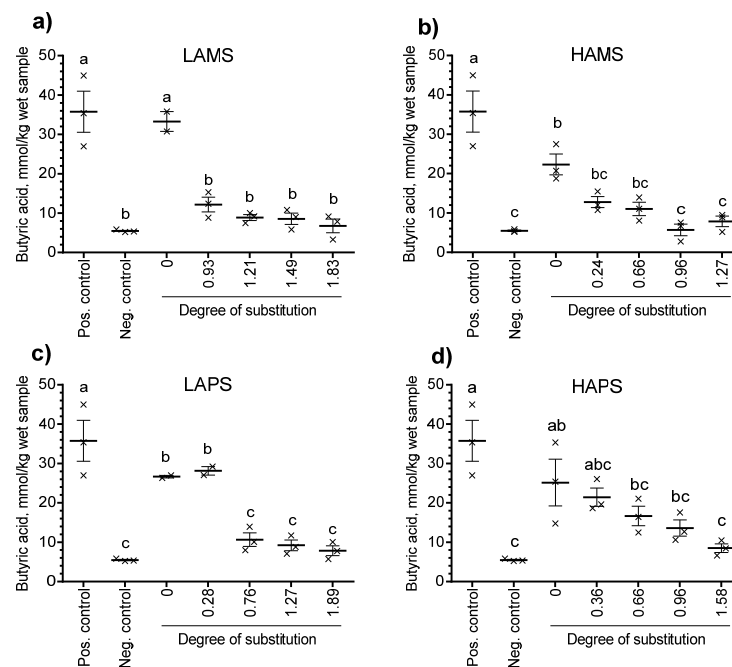 a)
LAMS
Butyric acid, mmol/kg wet sample
50
40
30
20
10
0
a
b
a
b
b
b
b
Pos. control
Neg. control
0
0.93
1.21
1.49
1.83
Degree of substitution
b)
HAMS
Butyric acid, mmol/kg wet sample
50
40
30
20
10
0
a
c
b
bc
bc
c
c
Pos. control
Neg. control
0
0.24
0.66
0.96
1.27
Degree of substitution
c)
LAPS
Butyric acid, mmol/kg wet sample
50
40
30
20
10
0
a
c
b
b
c
c
c
Pos. control
Neg. control
0
0.28
0.76
1.27
1.89
Degree of substitution
d)
HAPS
Butyric acid, mmol/kg wet sample
50
40
30
20
10
0
a
c
ab
abc
bc
bc
c
Pos. control
Neg. control
0
0.36
0.66
0.96
1.58
Degree of substitution